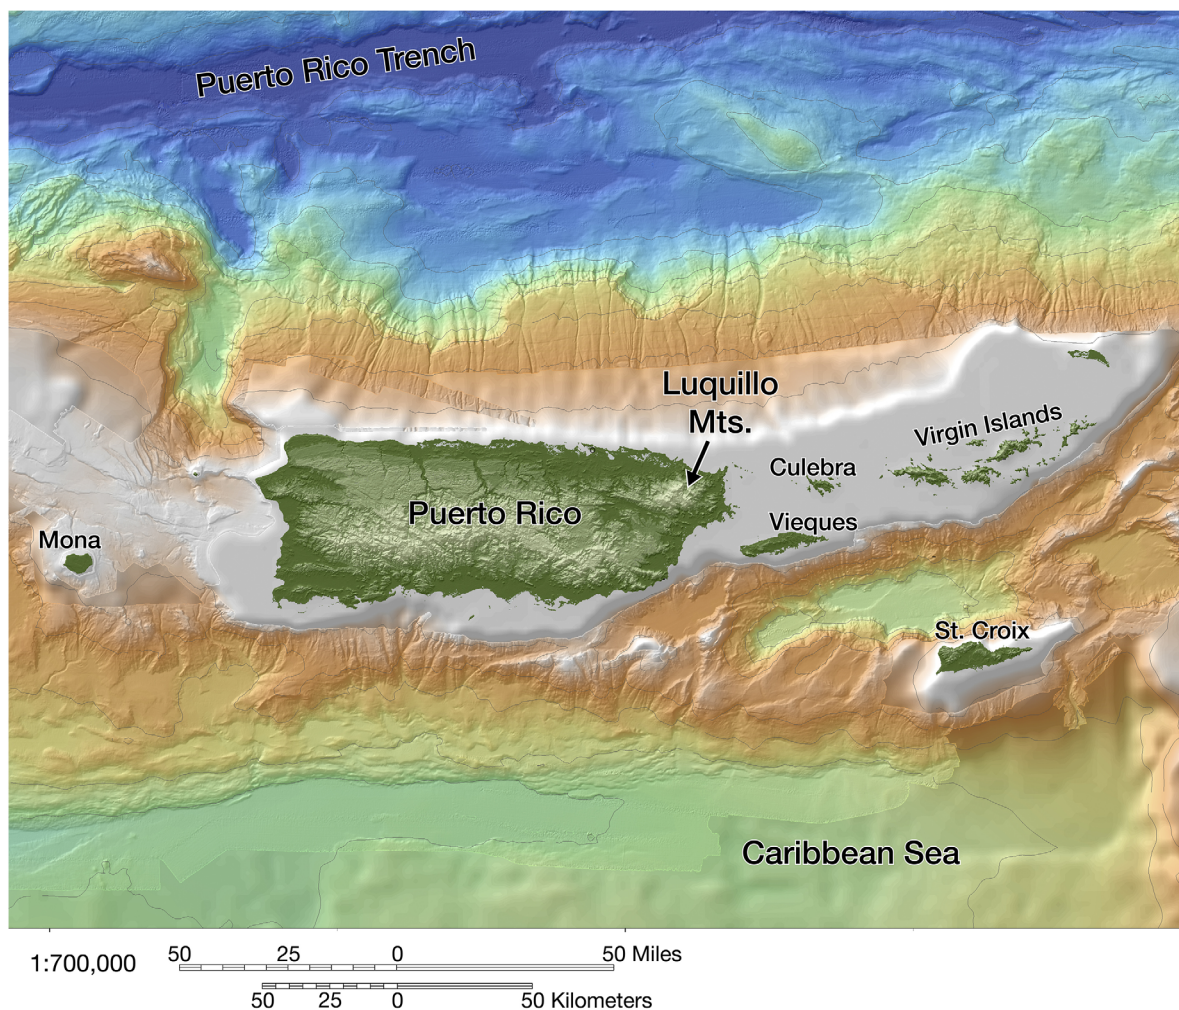 Puerto Rico Trench
Luquillo
Mts.
Virgin Islands
Culebra
Puerto Rico
Vieques
Mona
St. Croix
Caribbean Sea
1:700,000
50 25 0 50 Miles
50 25 0 50 Kilometers